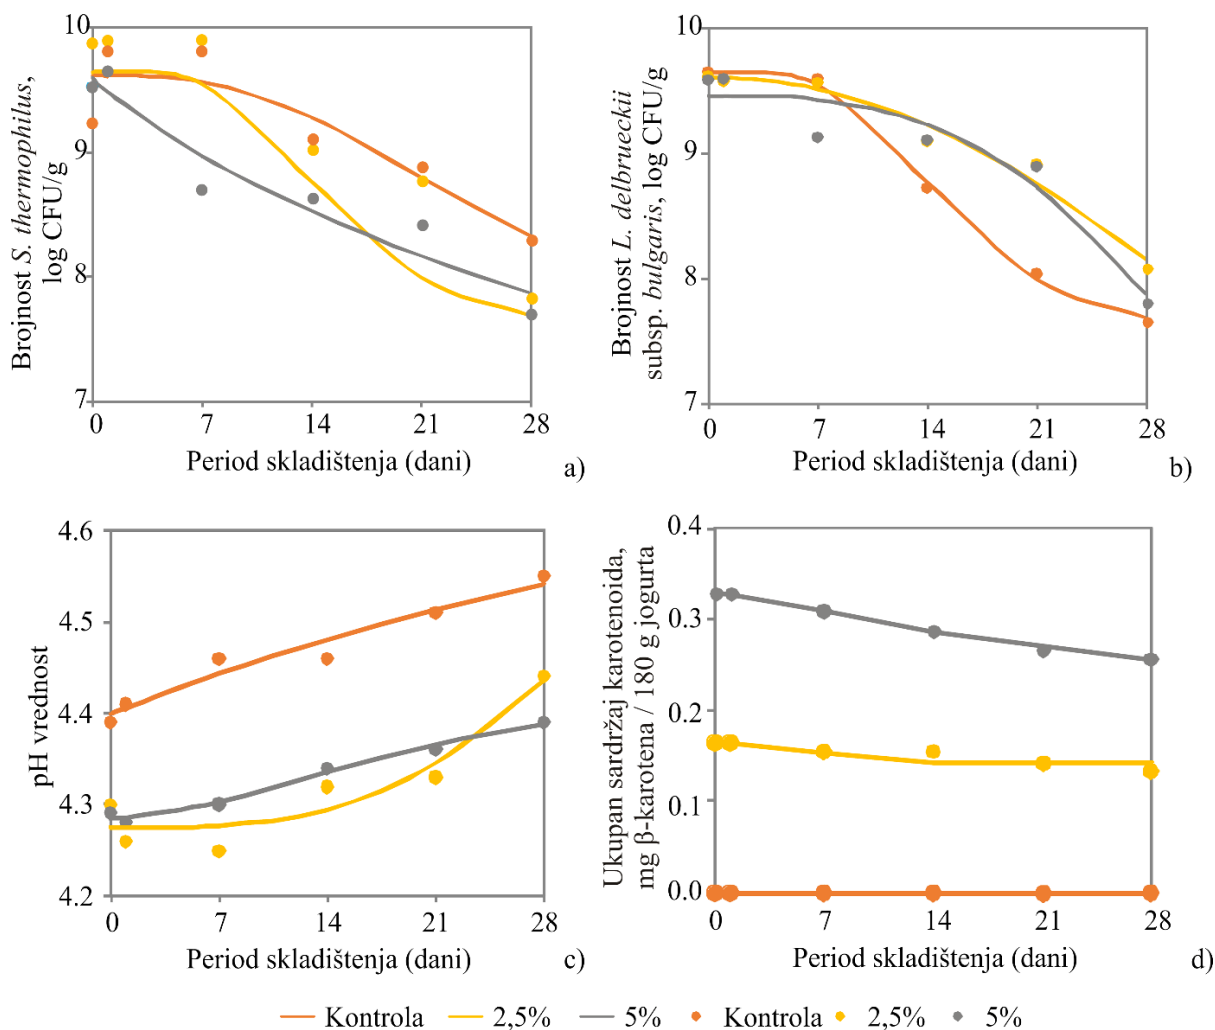 10
9
8
7
0 7 14 21 28
Brojnost S. thermophilus,
log CFU/g
Period skladištenja (dani)
a)
10
9
8
7
0 7 14 21 28
Brojnost L. delbrueckii
subsp. bulgaris, log CFU/g
Period skladištenja (dani)
b)
4.6
4.5
4.4
4.3
4.2
0 7 14 21 28
pH vrednost
Period skladištenja (dani)
c)
0.4
0.3
0.2
0.1
0.0
0 7 14 21 28
Ukupan sardržaj karotenoida,
mg β-karotena / 180 g jogurta
Period skladištenja (dani)
d)
Kontrola 2,5% 5% Kontrola 2,5% 5%